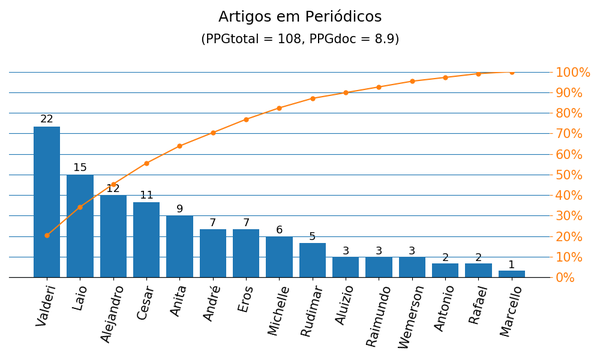 Artigos em Periódicos
(PPGtotal = 108, PPGdoc = 8.9)
100%
90%
80%
70%
60%
50%
40%
30%
20%
10%
0%
22
15
12
11
9
7
7
6
5
3
3
3
2
2
1
Valderi
Laio
Alejandro
Cesar
Anita
André
Eros
Michelle
Rudimar
Aluizio
Raimundo
Wemerson
Antonio
Rafael
Marcello